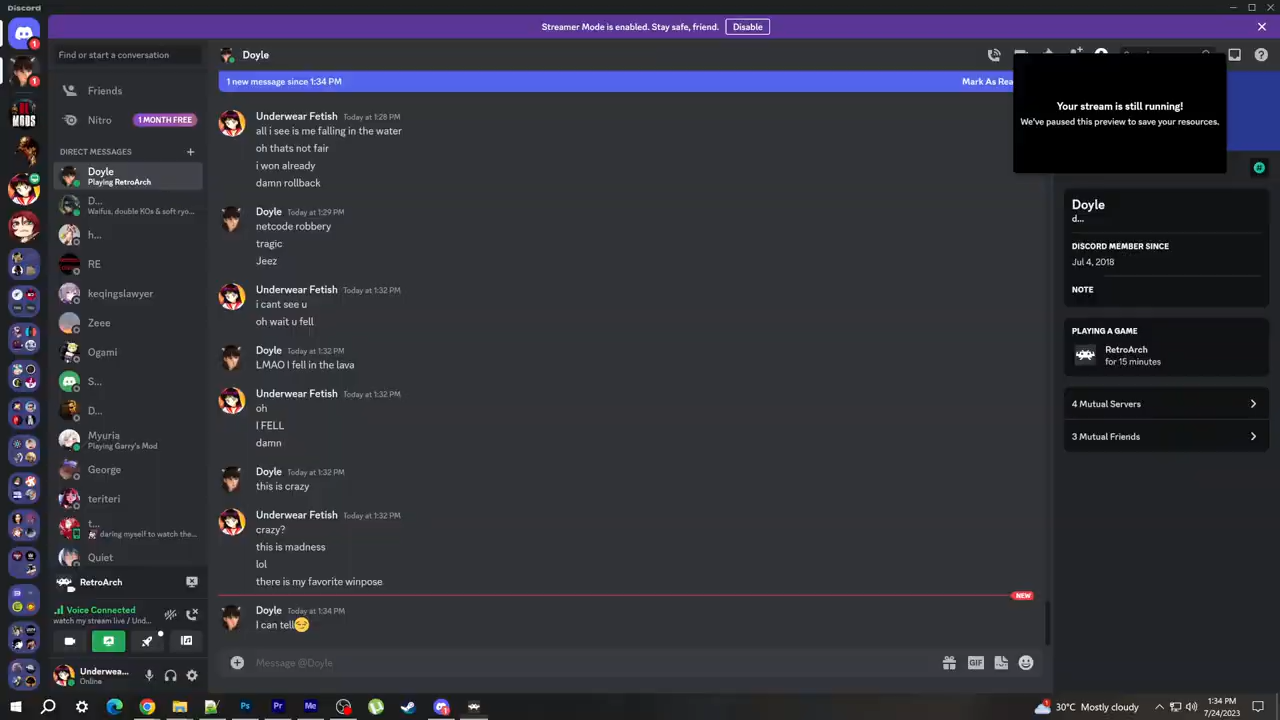 Discord
Streamer Mode is enabled. Stay safe, friend.
Disable
Find or start a conversation
Friends
Nitro
1 MONTH FREE
DIRECT MESSAGES
Doyle
Playing RetroArch
D...
Waifus, double KOs & soft ryo...
h...
RE
keqingslawyer
Zeee
Ogami
S...
D...
Myuria
Playing Garry's Mod
George
teriteri
t...
daring myself to watch the...
Quiet
RetroArch
Voice Connected
watch my stream live / Und...
Underwea...
Online
Doyle
1 new message since 1:34 PM
Mark As Rea
Underwear Fetish Today at 1:28 PM
all i see is me falling in the water
oh thats not fair
i won already
damn rollback
Doyle Today at 1:29 PM
netcode robbery
tragic
Jeez
Underwear Fetish Today at 1:32 PM
i cant see u
oh wait u fell
Doyle Today at 1:32 PM
LMAO I fell in the lava
Underwear Fetish Today at 1:32 PM
oh
I FELL
damn
Doyle Today at 1:32 PM
this is crazy
Underwear Fetish Today at 1:32 PM
crazy?
this is madness
lol
there is my favorite winpose
NEW
Doyle Today at 1:34 PM
I can tell😏
Message @Doyle
GIF
Your stream is still running!
We've paused this preview to save your resources.
Doyle
d...
DISCORD MEMBER SINCE
Jul 4, 2018
NOTE
PLAYING A GAME
RetroArch
for 15 minutes
4 Mutual Servers
3 Mutual Friends
Ps
Pr
Me
30°C Mostly cloudy
1:34 PM
7/24/2023